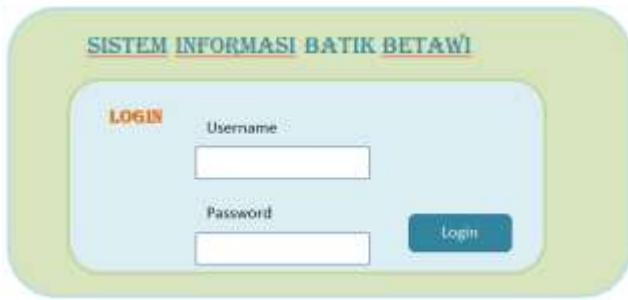 SISTEM INFORMASI BATIK BETAWI
LOGIN
Username
Password
Login